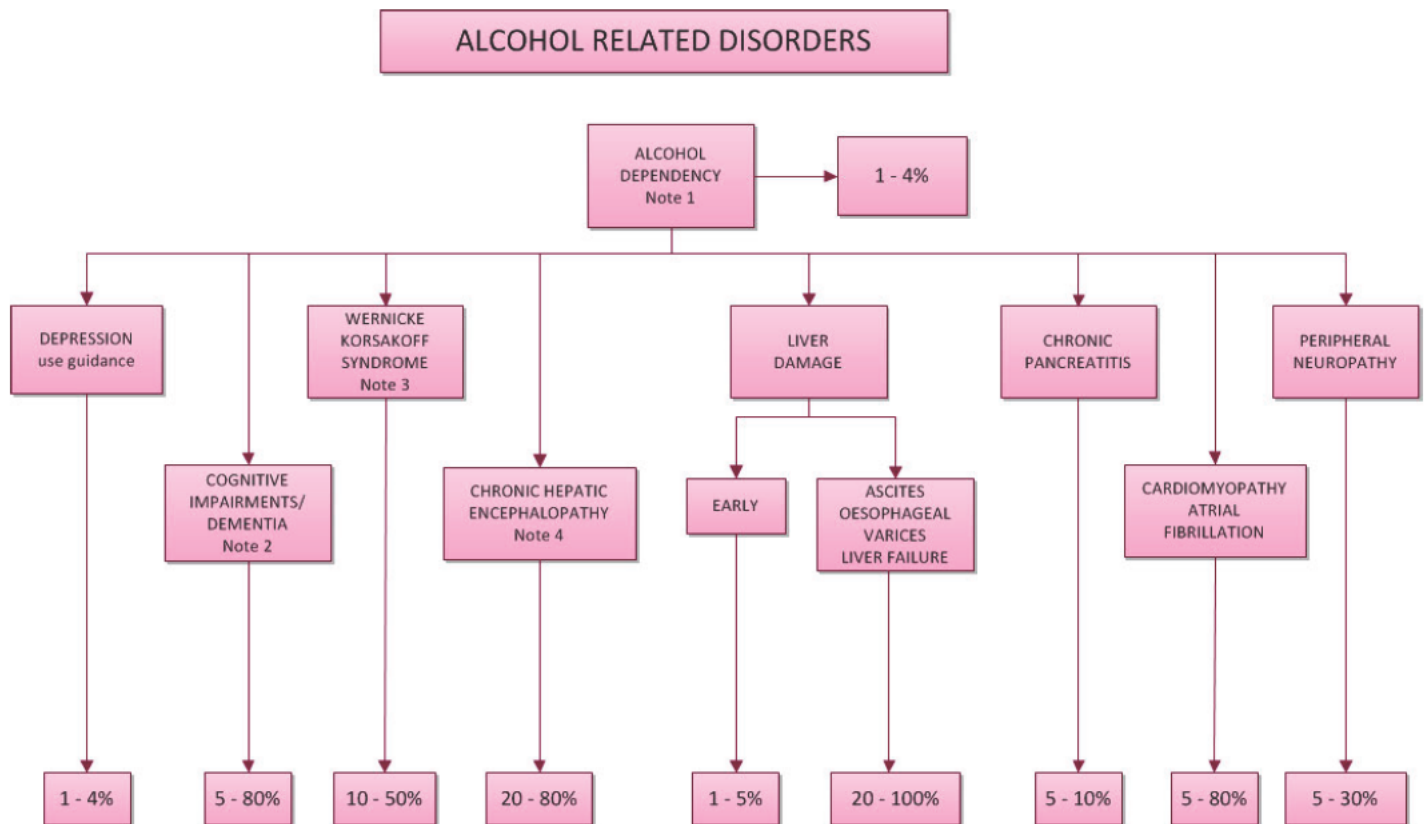 ALCOHOL RELATED DISORDERS
ALCOHOL
DEPENDENCY
Note 1
1 - 4%
DEPRESSION
use guidance
WERNICKE
KORSAKOFF
SYNDROME
Note 3
LIVER
DAMAGE
CHRONIC
PANCREATITIS
PERIPHERAL
NEUROPATHY
COGNITIVE
IMPAIRMENTS/
DEMENTIA
Note 2
CHRONIC HEPATIC
ENCEPHALOPATHY
Note 4
EARLY
ASCITES
OESOPHAGEAL
VARICES
LIVER FAILURE
CARDIOMYOPATHY
ATRIAL
FIBRILLATION
1 - 4%
5 - 80%
10 - 50%
20 - 80%
1 - 5%
20 - 100%
5 - 10%
5 - 80%
5 - 30%